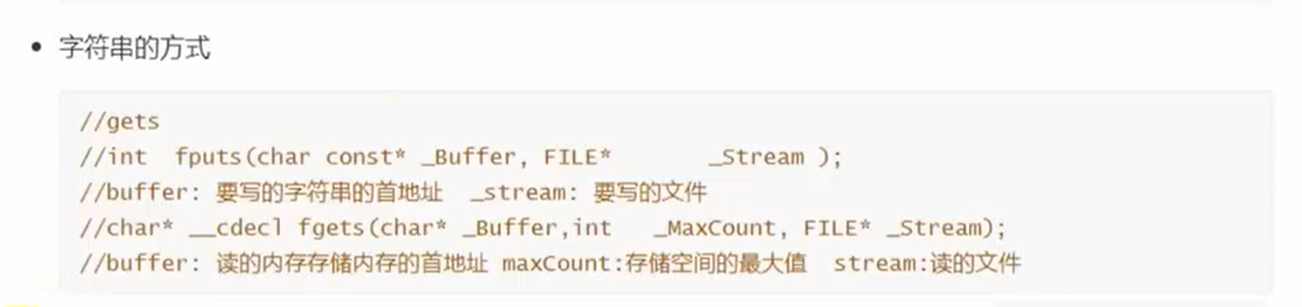 • 字符串的方式
//gets
//int  fputs(char const* _Buffer, FILE*       _Stream );
//buffer: 要写的字符串的首地址  _stream: 要写的文件
//char* __cdecl fgets(char* _Buffer,int   _MaxCount, FILE* _Stream);
//buffer: 读的内存存储内存的首地址 maxCount:存储空间的最大值  stream:读的文件